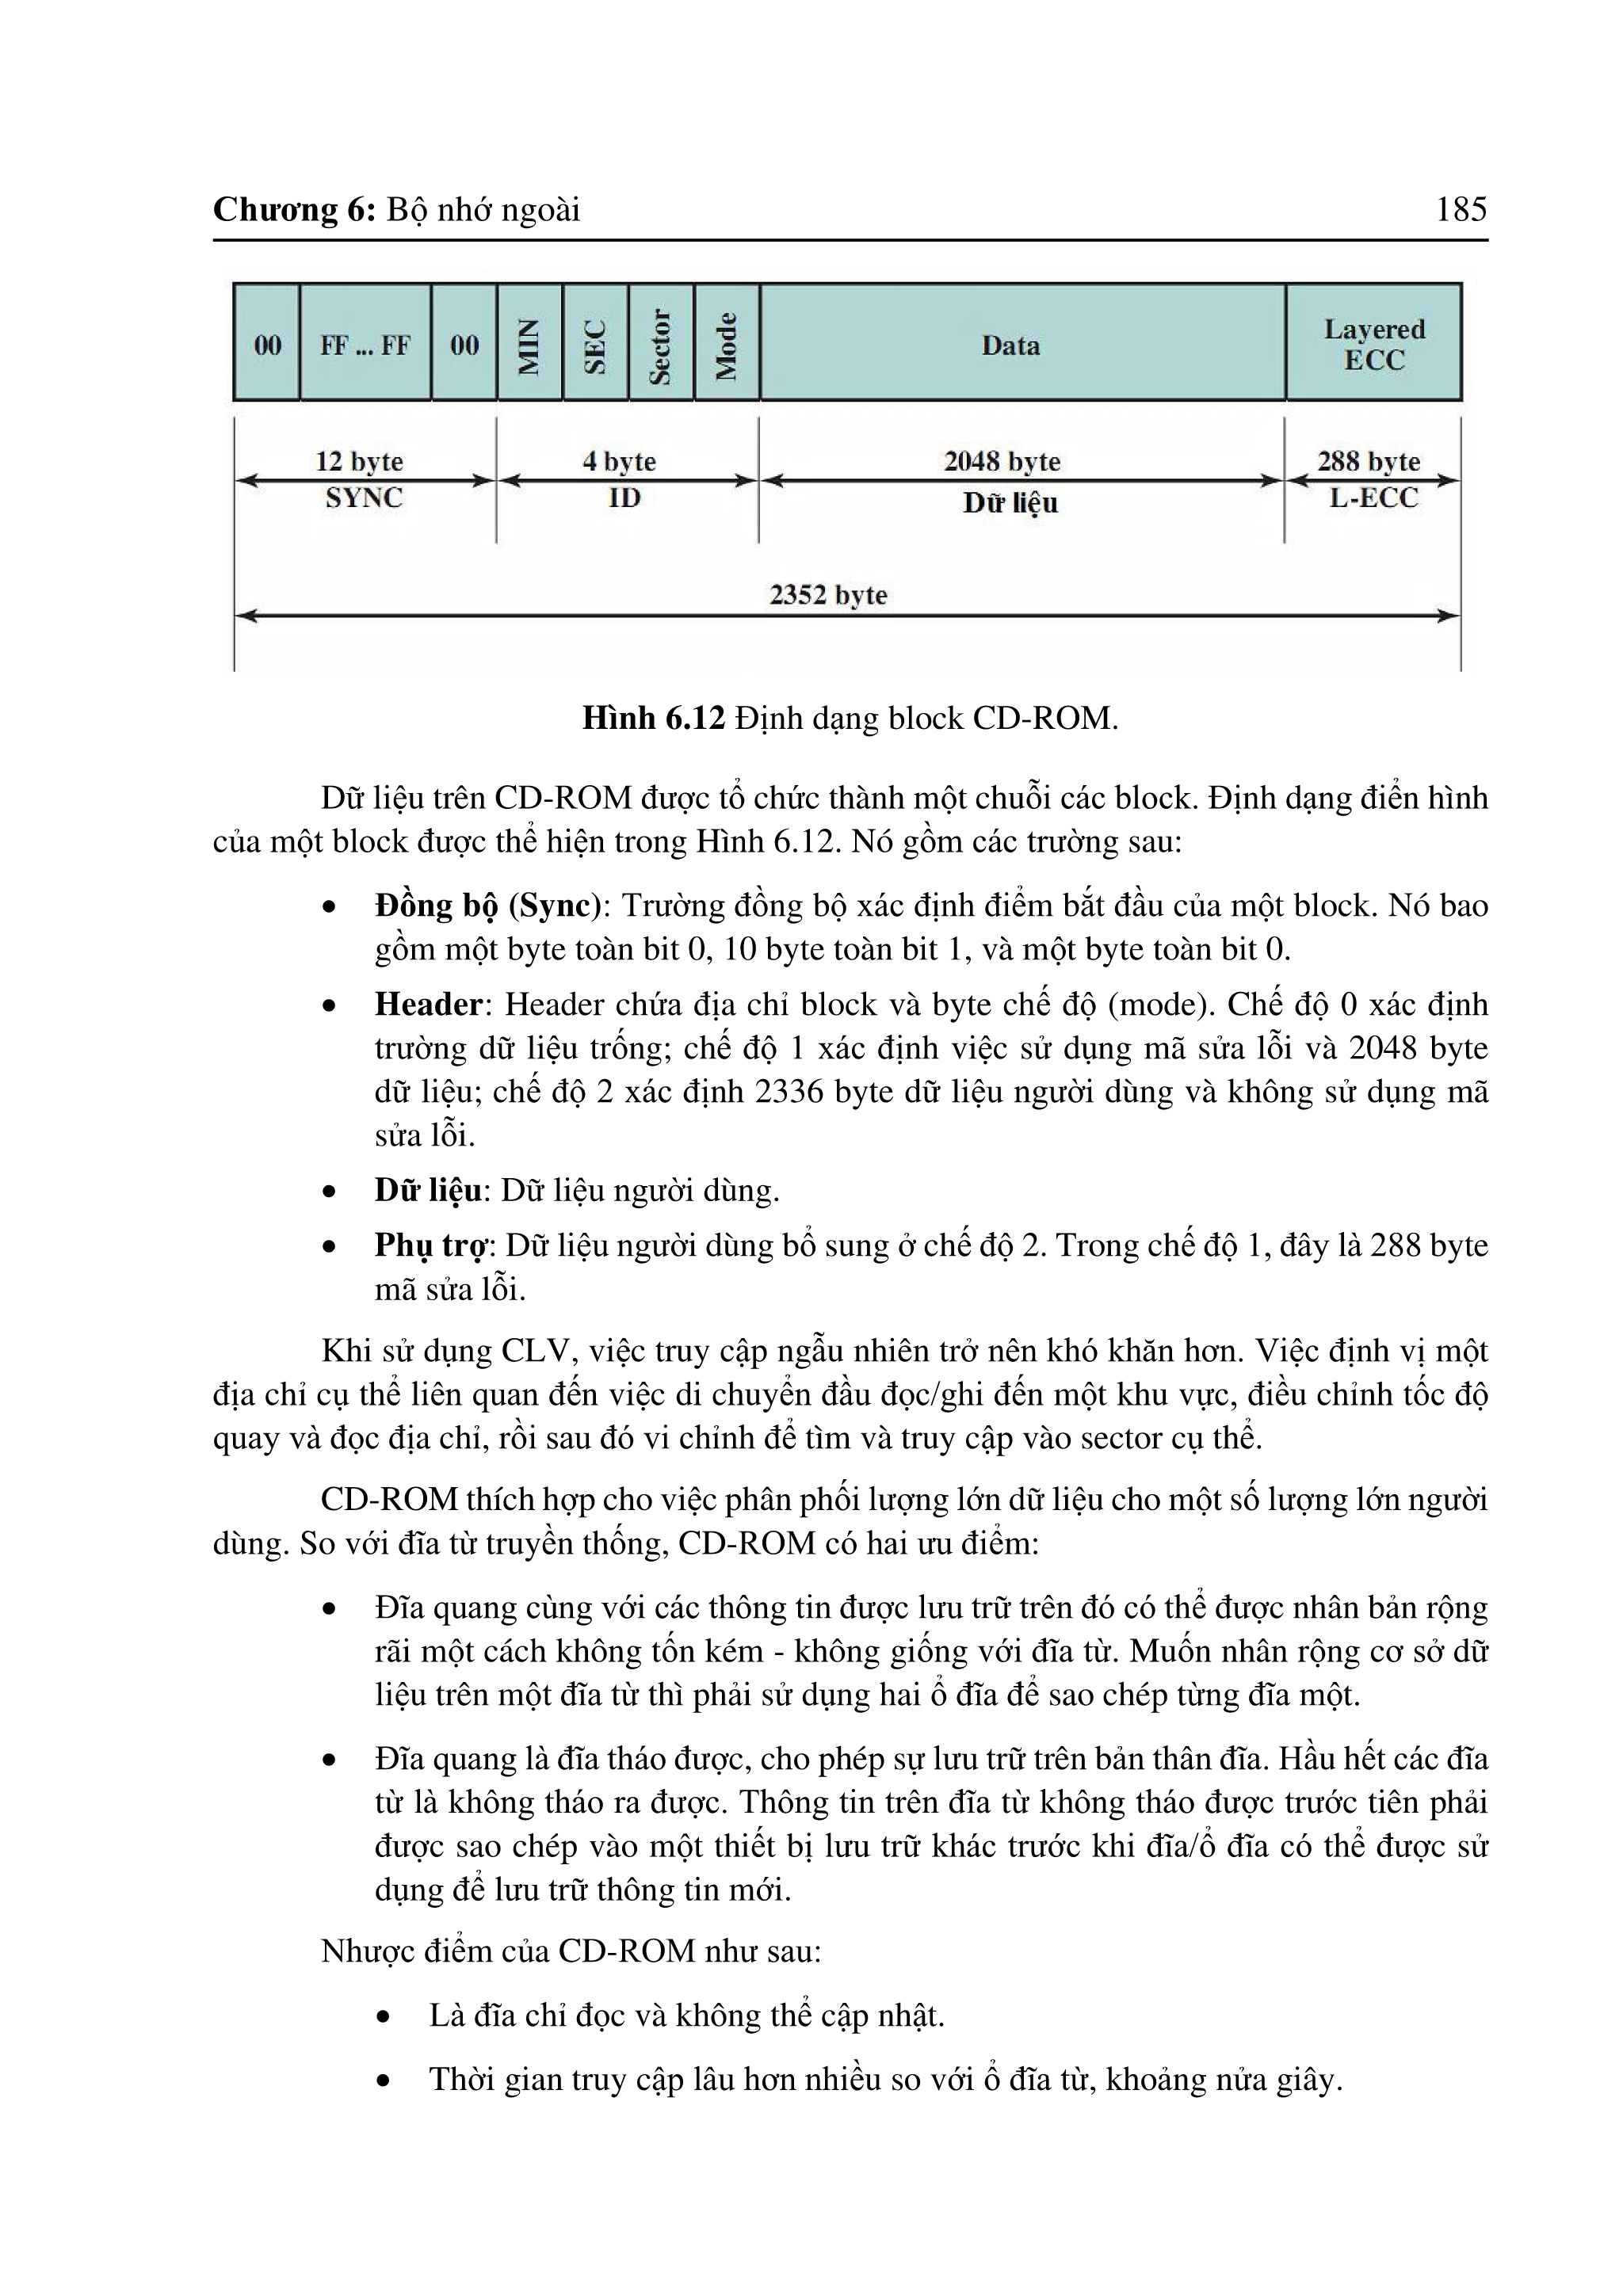 Chương 6: Bộ nhớ ngoài 185
00 FF ... FF 00 MIN SEC Sector Mode Data Layered ECC
12 byte 4 byte 2048 byte 288 byte
SYNC ID Dữ liệu L-ECC
2352 byte
Hình 6.12 Định dạng block CD-ROM.
Dữ liệu trên CD-ROM được tổ chức thành một chuỗi các block. Định dạng điển hình
của một block được thể hiện trong Hình 6.12. Nó gồm các trường sau:
• Đồng bộ (Sync): Trường đồng bộ xác định điểm bắt đầu của một block. Nó bao
gồm một byte toàn bit 0, 10 byte toàn bit 1, và một byte toàn bit 0.
• Header: Header chứa địa chỉ block và byte chế độ (mode). Chế độ 0 xác định
trường dữ liệu trống; chế độ 1 xác định việc sử dụng mã sửa lỗi và 2048 byte
dữ liệu; chế độ 2 xác định 2336 byte dữ liệu người dùng và không sử dụng mã
sửa lỗi.
• Dữ liệu: Dữ liệu người dùng.
• Phụ trợ: Dữ liệu người dùng bổ sung ở chế độ 2. Trong chế độ 1, đây là 288 byte
mã sửa lỗi.
Khi sử dụng CLV, việc truy cập ngẫu nhiên trở nên khó khăn hơn. Việc định vị một
địa chỉ cụ thể liên quan đến việc di chuyển đầu đọc/ghi đến một khu vực, điều chỉnh tốc độ
quay và đọc địa chỉ, rồi sau đó vi chỉnh để tìm và truy cập vào sector cụ thể.
CD-ROM thích hợp cho việc phân phối lượng lớn dữ liệu cho một số lượng lớn người
dùng. So với đĩa từ truyền thống, CD-ROM có hai ưu điểm:
• Đĩa quang cùng với các thông tin được lưu trữ trên đó có thể được nhân bản rộng
rãi một cách không tốn kém - không giống với đĩa từ. Muốn nhân rộng cơ sở dữ
liệu trên một đĩa từ thì phải sử dụng hai ổ đĩa để sao chép từng đĩa một.
• Đĩa quang là đĩa tháo được, cho phép sự lưu trữ trên bản thân đĩa. Hầu hết các đĩa
từ là không tháo ra được. Thông tin trên đĩa từ không tháo được trước tiên phải
được sao chép vào một thiết bị lưu trữ khác trước khi đĩa/ổ đĩa có thể được sử
dụng để lưu trữ thông tin mới.
Nhược điểm của CD-ROM như sau:
• Là đĩa chỉ đọc và không thể cập nhật.
• Thời gian truy cập lâu hơn nhiều so với ổ đĩa từ, khoảng nửa giây.